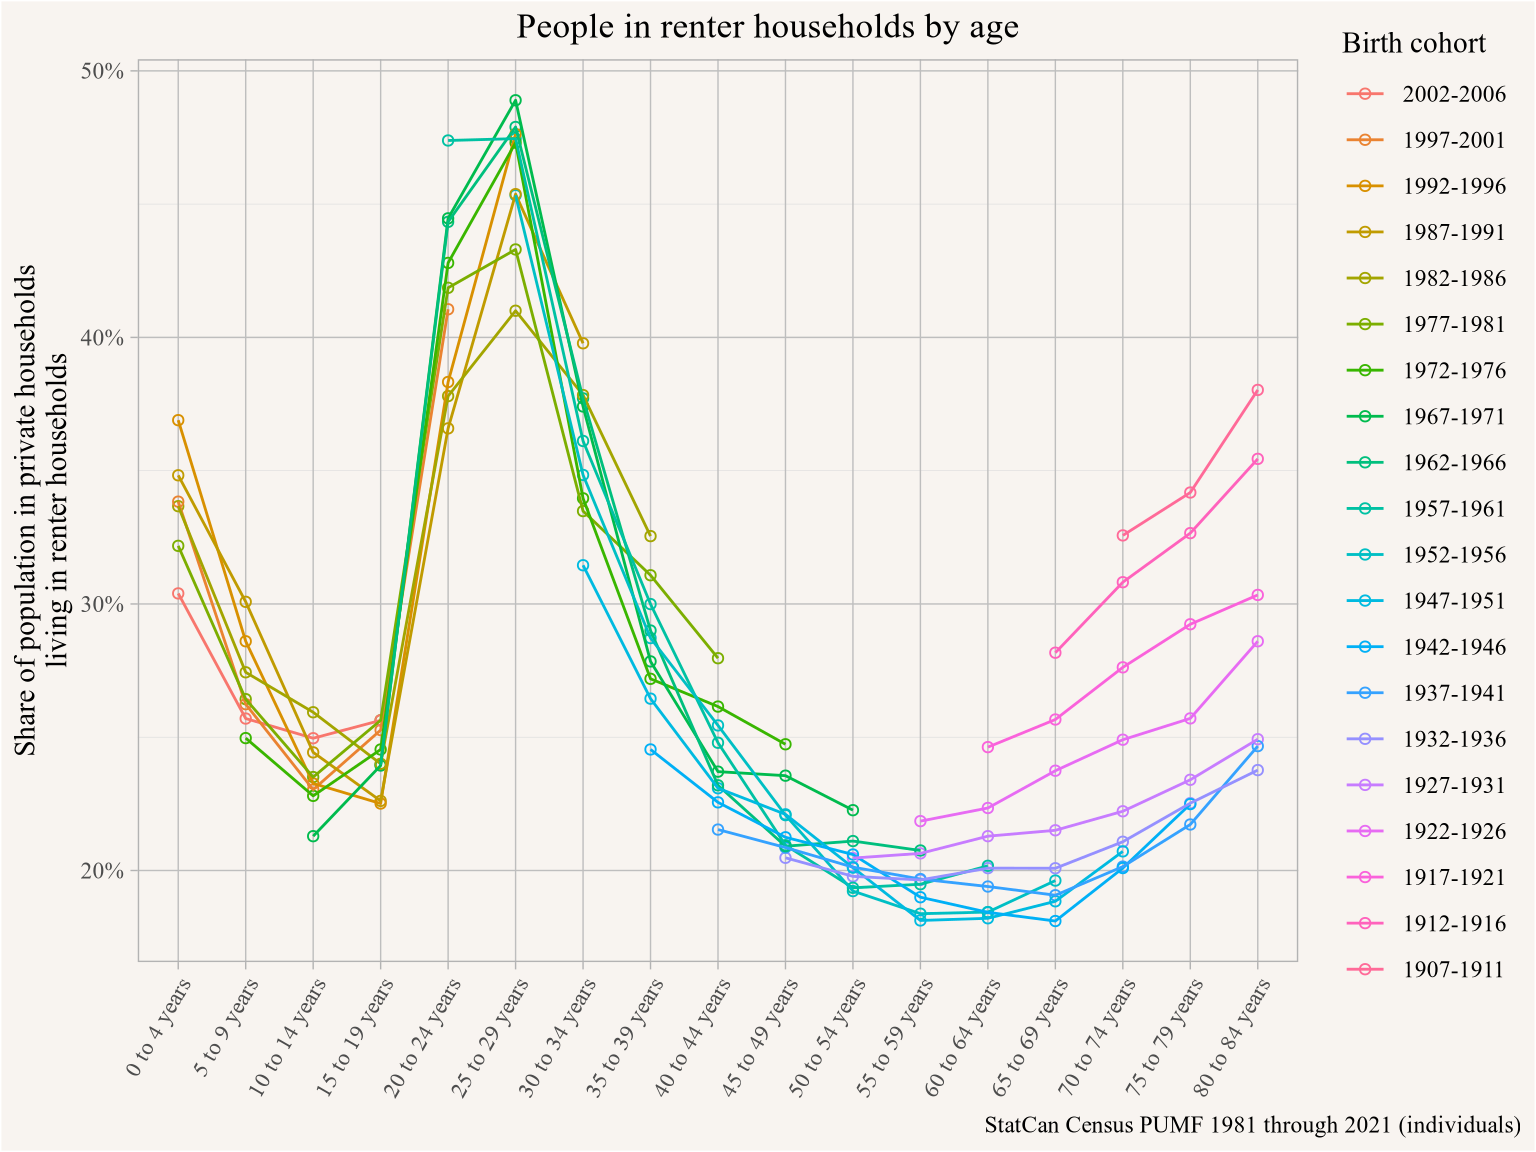 People in renter households by age
Share of population in private households
living in renter households
50%
40%
30%
20%
0 to 4 years
5 to 9 years
10 to 14 years
15 to 19 years
20 to 24 years
25 to 29 years
30 to 34 years
35 to 39 years
40 to 44 years
45 to 49 years
50 to 54 years
55 to 59 years
60 to 64 years
65 to 69 years
70 to 74 years
75 to 79 years
80 to 84 years
Birth cohort
2002-2006
1997-2001
1992-1996
1987-1991
1982-1986
1977-1981
1972-1976
1967-1971
1962-1966
1957-1961
1952-1956
1947-1951
1942-1946
1937-1941
1932-1936
1927-1931
1922-1926
1917-1921
1912-1916
1907-1911
StatCan Census PUMF 1981 through 2021 (individuals)